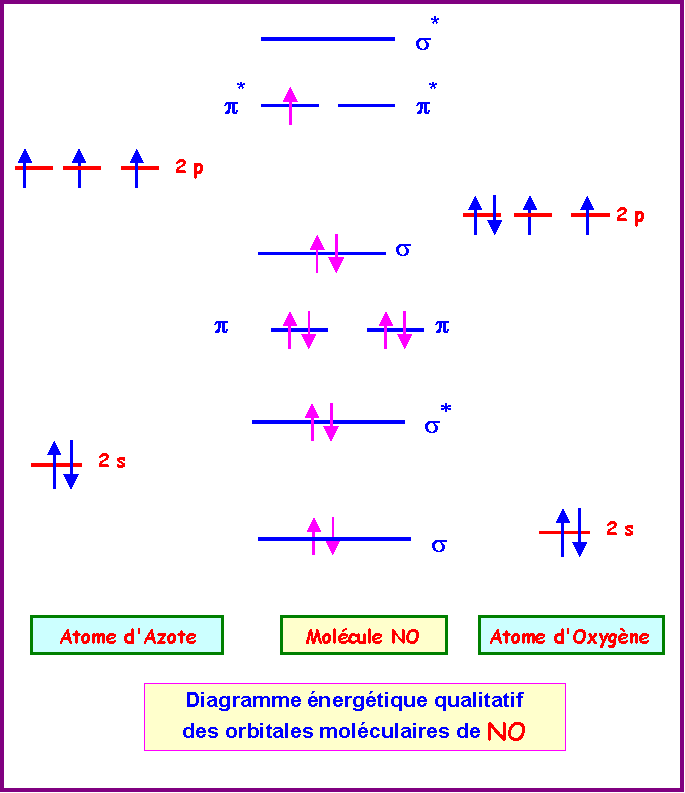 σ*
π* π*
2 p
2 p
σ
π π
σ*
2 s
2 s
σ
Atome d'Azote Molécule NO Atome d'Oxygène
Diagramme énergétique qualitatif
des orbitales moléculaires de NO